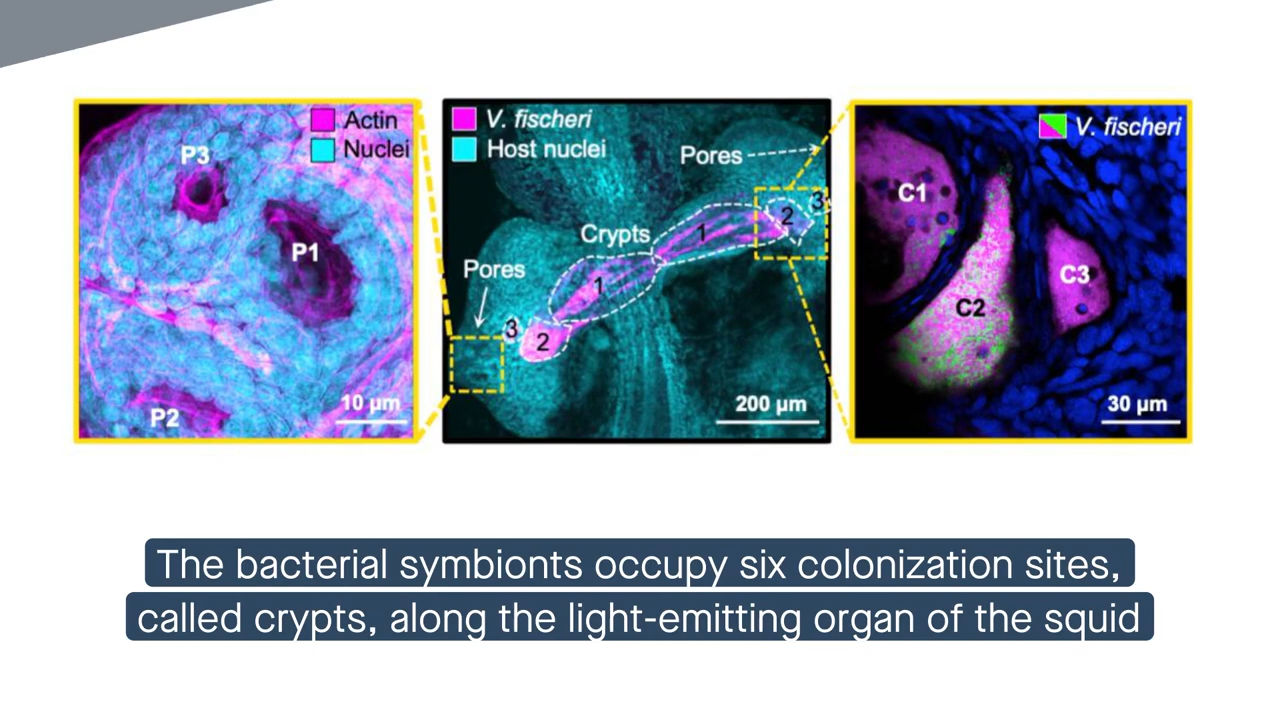 Actin
Nuclei
P3
P1
P2
10 µm
V. fischeri
Host nuclei
Pores
3
2
1
Crypts
1
Pores
3
2
200 µm
V. fischeri
C1
C3
C2
30 µm
The bacterial symbionts occupy six colonization sites,
called crypts, along the light-emitting organ of the squid